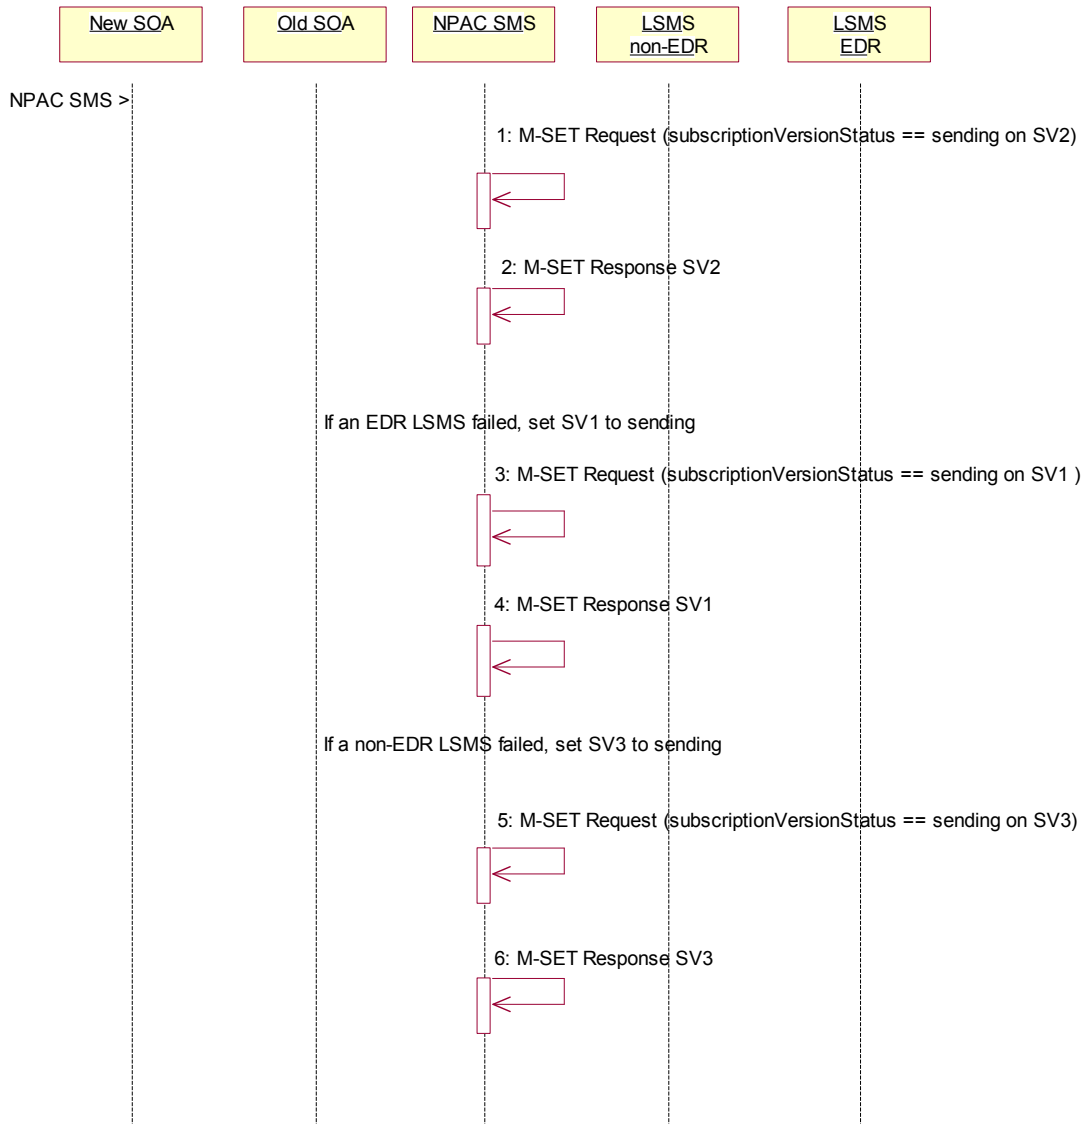 New SOA
Old SOA
NPAC SMS
LSMS
non-EDR
LSMS
EDR
NPAC SMS >
1: M-SET Request (subscriptionVersionStatus == sending on SV2)
2: M-SET Response SV2
If an EDR LSMS failed, set SV1 to sending
3: M-SET Request (subscriptionVersionStatus == sending on SV1 )
4: M-SET Response SV1
If a non-EDR LSMS failed, set SV3 to sending
5: M-SET Request (subscriptionVersionStatus == sending on SV3)
6: M-SET Response SV3